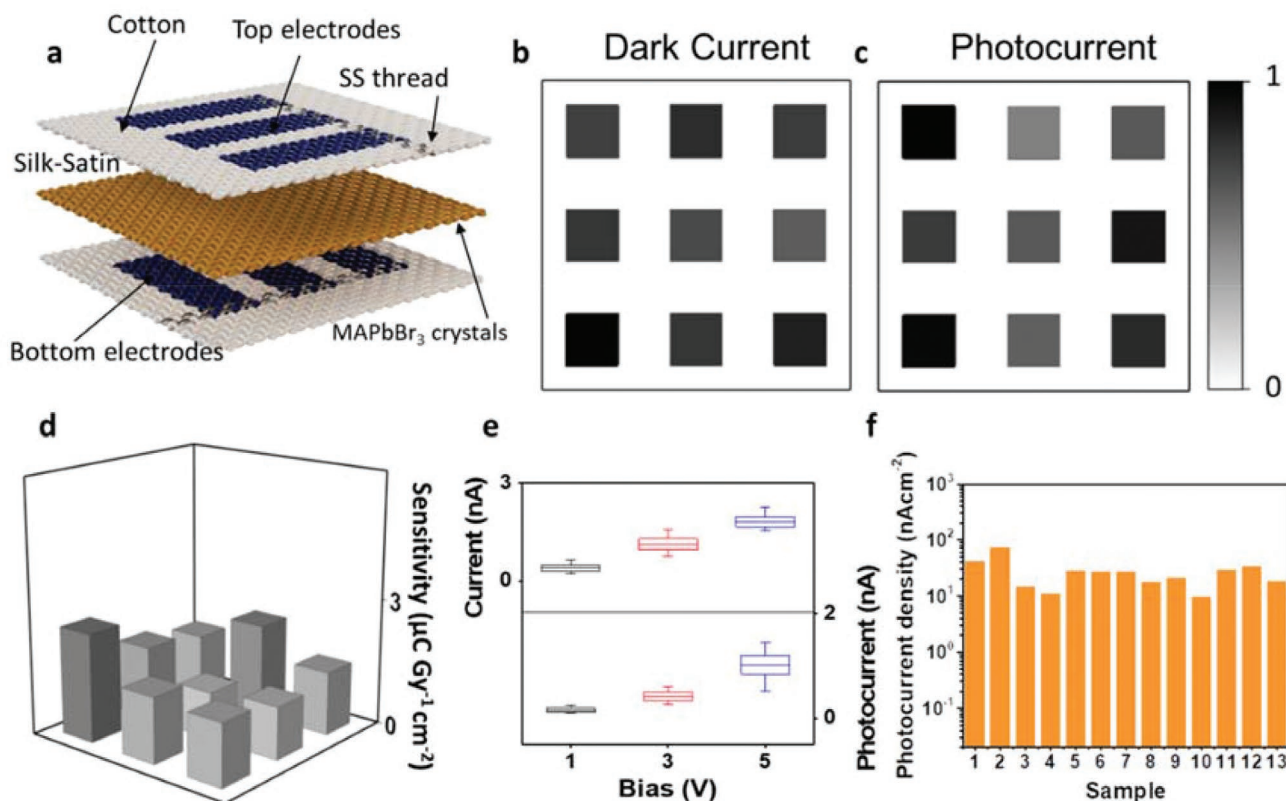 a
Cotton
Top electrodes
SS thread
Silk-Satin
Bottom electrodes
MAPbBr₃ crystals
b
Dark Current
c
Photocurrent
1
0
d
Sensitivity (µC Gy⁻¹ cm⁻²)
3
0
e
Current (nA)
3
0
Photocurrent (nA)
2
0
1 3 5
Bias (V)
f
Photocurrent density (nAcm⁻²)
10³
10²
10¹
10⁰
10⁻¹
1 2 3 4 5 6 7 8 9 10 11 12 13
Sample